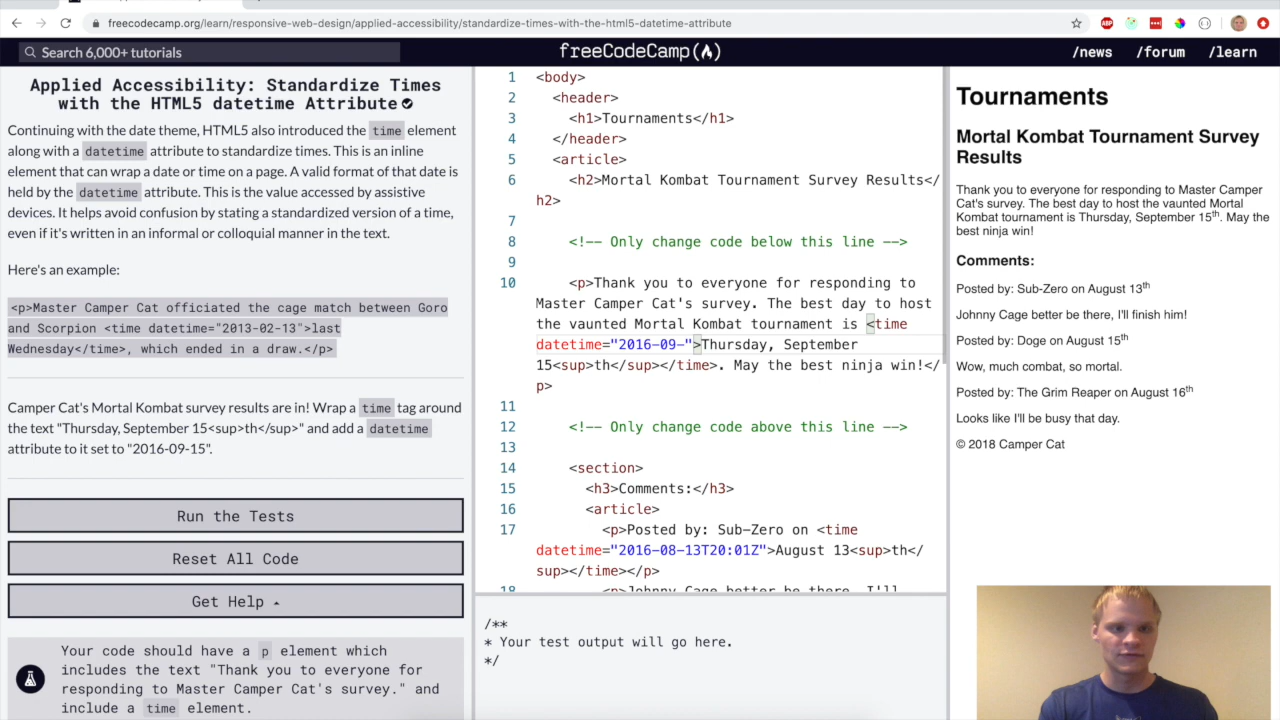 freecodecamp.org/learn/responsive-web-design/applied-accessibility/standardize-times-with-the-html5-datetime-attribute
ABP
Search 6,000+ tutorials
freeCodeCamp
/news
/forum
/learn
Applied Accessibility: Standardize Times
with the HTML5 datetime Attribute
Continuing with the date theme, HTML5 also introduced the time element
along with a datetime attribute to standardize times. This is an inline
element that can wrap a date or time on a page. A valid format of that date is
held by the datetime attribute. This is the value accessed by assistive
devices. It helps avoid confusion by stating a standardized version of a time,
even if it's written in an informal or colloquial manner in the text.
Here's an example:
<p>Master Camper Cat officiated the cage match between Goro
and Scorpion <time datetime="2013-02-13">last
Wednesday</time>, which ended in a draw.</p>
Camper Cat's Mortal Kombat survey results are in! Wrap a time tag around
the text "Thursday, September 15<sup>th</sup>" and add a datetime
attribute to it set to "2016-09-15".
Run the Tests
Reset All Code
Get Help
Your code should have a p element which
includes the text "Thank you to everyone for
responding to Master Camper Cat's survey." and
include a time element.
1 <body>
2 <header>
3 <h1>Tournaments</h1>
4 </header>
5 <article>
6 <h2>Mortal Kombat Tournament Survey Results</
h2>
7
8 <!-- Only change code below this line -->
9
10 <p>Thank you to everyone for responding to
Master Camper Cat's survey. The best day to host
the vaunted Mortal Kombat tournament is <time
datetime="2016-09-">Thursday, September
15<sup>th</sup></time>. May the best ninja win!</
p>
11
12 <!-- Only change code above this line -->
13
14 <section>
15 <h3>Comments:</h3>
16 <article>
17 <p>Posted by: Sub-Zero on <time
datetime="2016-08-13T20:01Z">August 13<sup>th</
sup></time></p>
18 <p>Johnny Cage better be there, I'll
/**
* Your test output will go here.
*/
Tournaments
Mortal Kombat Tournament Survey
Results
Thank you to everyone for responding to Master Camper
Cat's survey. The best day to host the vaunted Mortal
Kombat tournament is Thursday, September 15th. May the
best ninja win!
Comments:
Posted by: Sub-Zero on August 13th
Johnny Cage better be there, I'll finish him!
Posted by: Doge on August 15th
Wow, much combat, so mortal.
Posted by: The Grim Reaper on August 16th
Looks like I'll be busy that day.
© 2018 Camper Cat